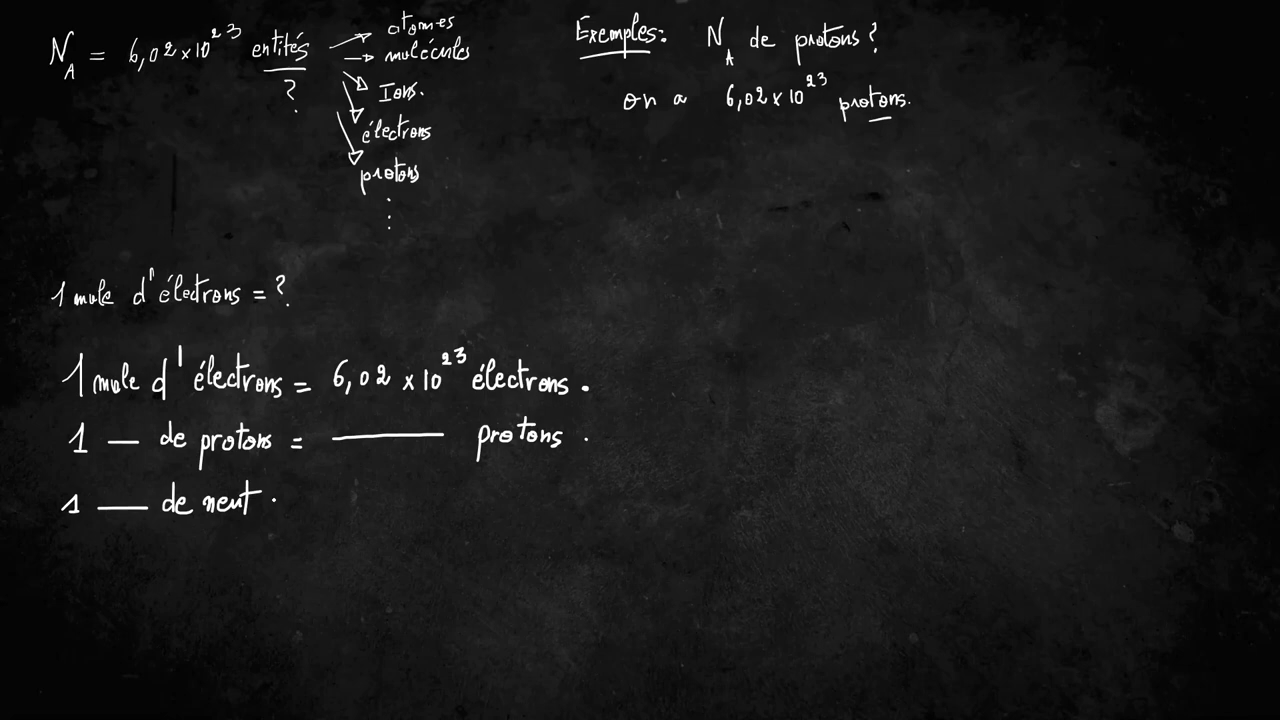 N_A = 6,02×10^23 entités
?
→ atomes
→ molécules
→ Ions.
→ électrons
→ protons
⋮
Exemples: N_A de protons ?
on a 6,02×10^23 protons.
1 mole d'électrons = ?
1 mole d'électrons = 6,02×10^23 électrons.
1 — de protons = —— protons.
1 — de neut.